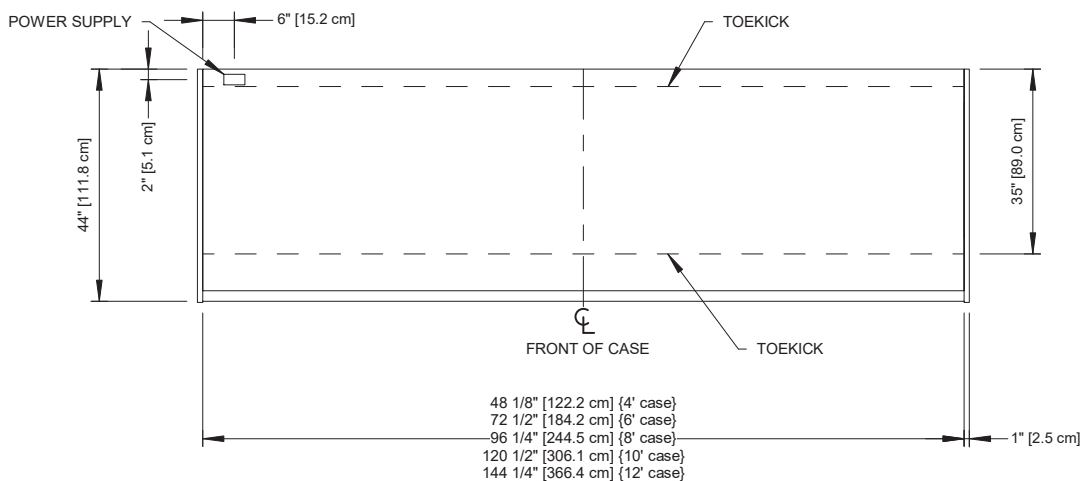 POWER SUPPLY
6" [15.2 cm]
TOEKICK
44" [111.8 cm]
2" [5.1 cm]
35" [89.0 cm]
FRONT OF CASE
TOEKICK
48 1/8" [122.2 cm] {4' case}
72 1/2" [184.2 cm] {6' case}
96 1/4" [244.5 cm] {8' case}
120 1/2" [306.1 cm] {10' case}
144 1/4" [366.4 cm] {12' case}
1" [2.5 cm]